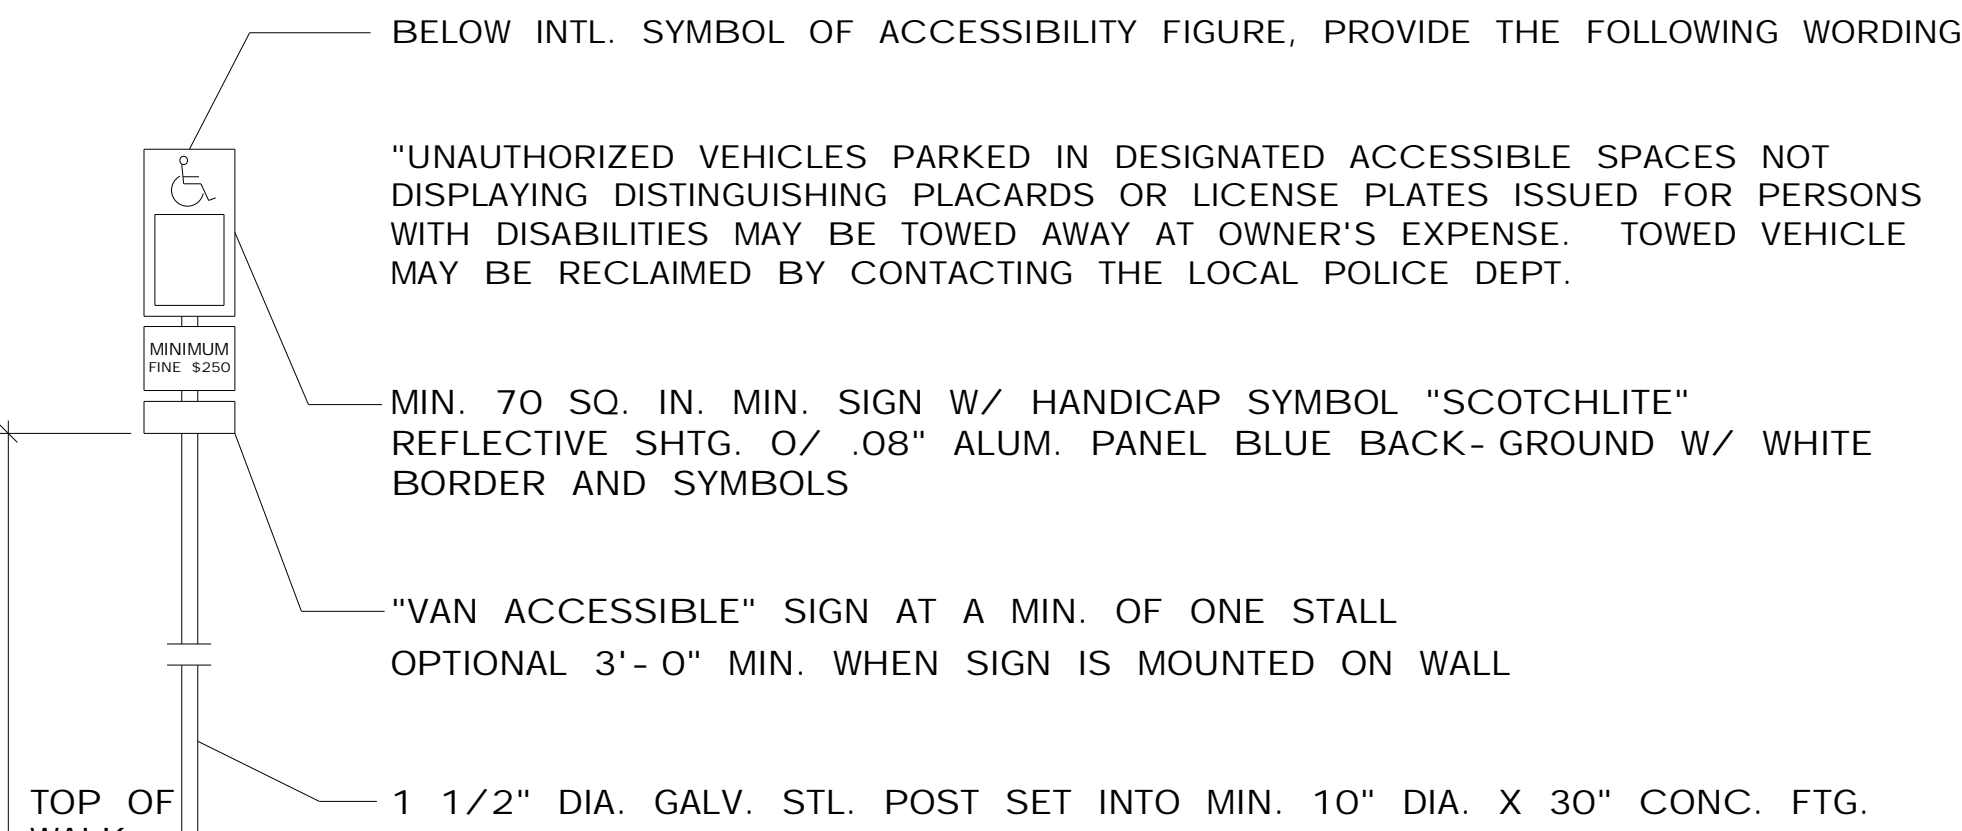 BELOW INTL. SYMBOL OF ACCESSIBILITY FIGURE, PROVIDE THE FOLLOWING WORDING
"UNAUTHORIZED VEHICLES PARKED IN DESIGNATED ACCESSIBLE SPACES NOT
DISPLAYING DISTINGUISHING PLACARDS OR LICENSE PLATES ISSUED FOR PERSONS
WITH DISABILITIES MAY BE TOWED AWAY AT OWNER'S EXPENSE. TOWED VEHICLE
MAY BE RECLAIMED BY CONTACTING THE LOCAL POLICE DEPT.
MINIMUM
FINE $250
MIN. 70 SQ. IN. MIN. SIGN W/ HANDICAP SYMBOL "SCOTCHLITE"
REFLECTIVE SHTG. O/ .08" ALUM. PANEL BLUE BACK-GROUND W/ WHITE
BORDER AND SYMBOLS
"VAN ACCESSIBLE" SIGN AT A MIN. OF ONE STALL
OPTIONAL 3'-0" MIN. WHEN SIGN IS MOUNTED ON WALL
1 1/2" DIA. GALV. STL. POST SET INTO MIN. 10" DIA. X 30" CONC. FTG.
TOP OF